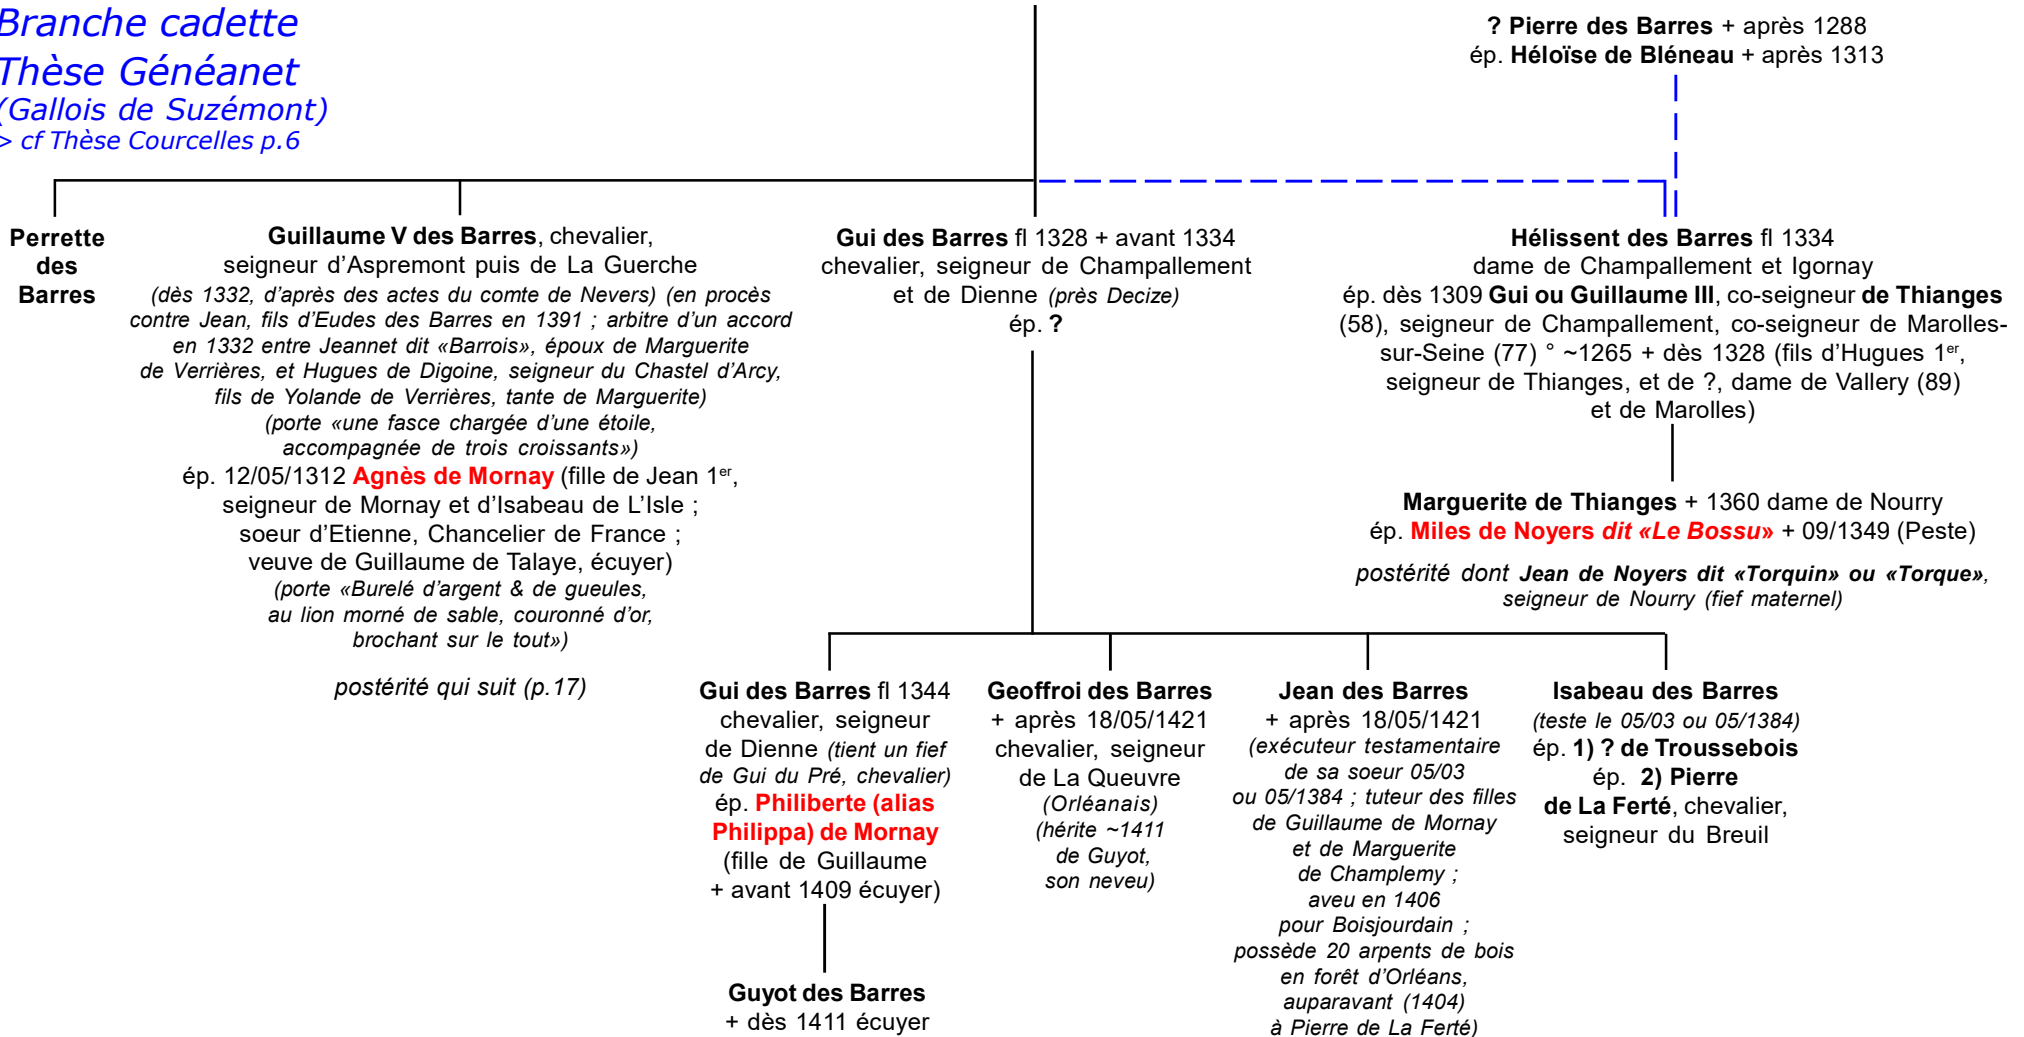 Branche cadette
Thèse Généanet
(Gallois de Suzémont)
> cf Thèse Courcelles p.6
? Pierre des Barres + après 1288
ép. Héloïse de Bléneau + après 1313
Perrette
des
Barres
Guillaume V des Barres, chevalier,
seigneur d'Aspremont puis de La Guerche
(dès 1332, d'après des actes du comte de Nevers) (en procès
contre Jean, fils d'Eudes des Barres en 1391 ; arbitre d'un accord
en 1332 entre Jeannet dit «Barrois», époux de Marguerite
de Verrières, et Hugues de Digoine, seigneur du Chastel d'Arcy,
fils de Yolande de Verrières, tante de Marguerite)
(porte «une fasce chargée d'une étoile,
accompagnée de trois croissants»)
ép. 12/05/1312 Agnès de Mornay (fille de Jean 1er,
seigneur de Mornay et d'Isabeau de L'Isle ;
soeur d'Etienne, Chancelier de France ;
veuve de Guillaume de Talaye, écuyer)
(porte «Burelé d'argent & de gueules,
au lion morné de sable, couronné d'or,
brochant sur le tout»)
postérité qui suit (p.17)
Gui des Barres fl 1328 + avant 1334
chevalier, seigneur de Champallement
et de Dienne (près Decize)
ép. ?
Hélissent des Barres fl 1334
dame de Champallement et Igornay
ép. dès 1309 Gui ou Guillaume III, co-seigneur de Thianges
(58), seigneur de Champallement, co-seigneur de Marolles-
sur-Seine (77) ° ~1265 + dès 1328 (fils d'Hugues 1er,
seigneur de Thianges, et de ?, dame de Vallery (89)
et de Marolles)
Marguerite de Thianges + 1360 dame de Nourry
ép. Miles de Noyers dit «Le Bossu» + 09/1349 (Peste)
postérité dont Jean de Noyers dit «Torquin» ou «Torque»,
seigneur de Nourry (fief maternel)
Gui des Barres fl 1344
chevalier, seigneur
de Dienne (tient un fief
de Gui du Pré, chevalier)
ép. Philiberte (alias
Philippa) de Mornay
(fille de Guillaume
+ avant 1409 écuyer)
Guyot des Barres
+ dès 1411 écuyer
Geoffroi des Barres
+ après 18/05/1421
chevalier, seigneur
de La Queuvre
(Orléanais)
(hérite ~1411
de Guyot,
son neveu)
Jean des Barres
+ après 18/05/1421
(exécuteur testamentaire
de sa soeur 05/03
ou 05/1384 ; tuteur des filles
de Guillaume de Mornay
et de Marguerite
de Champlemy ;
aveu en 1406
pour Boisjourdain ;
possède 20 arpents de bois
en forêt d'Orléans,
auparavant (1404)
à Pierre de La Ferté)
Isabeau des Barres
(teste le 05/03 ou 05/1384)
ép. 1) ? de Troussebois
ép. 2) Pierre
de La Ferté, chevalier,
seigneur du Breuil